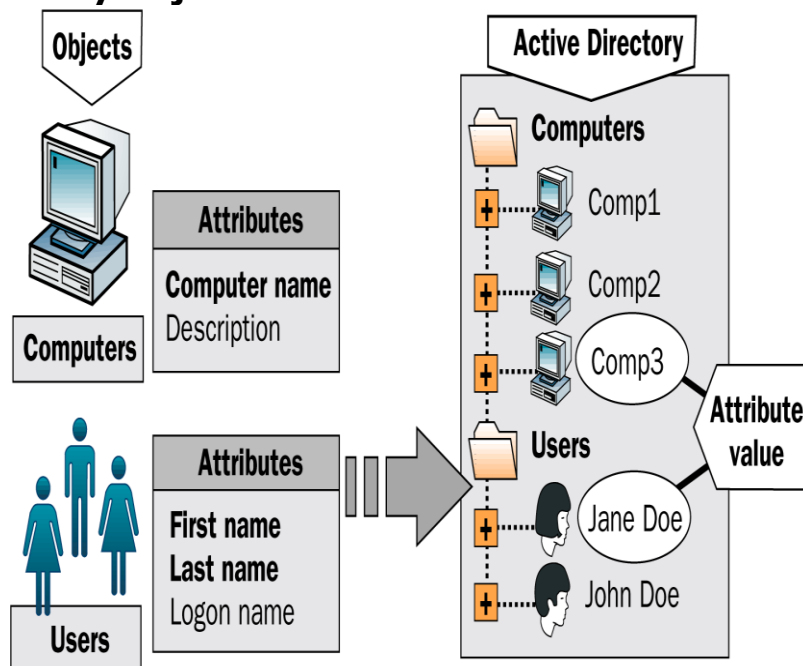 Objects
Computers
Attributes
Computer name
Description
Users
Attributes
First name
Last name
Logon name
Active Directory
Computers
Comp1
Comp2
Comp3
Users
Jane Doe
John Doe
Attribute
value